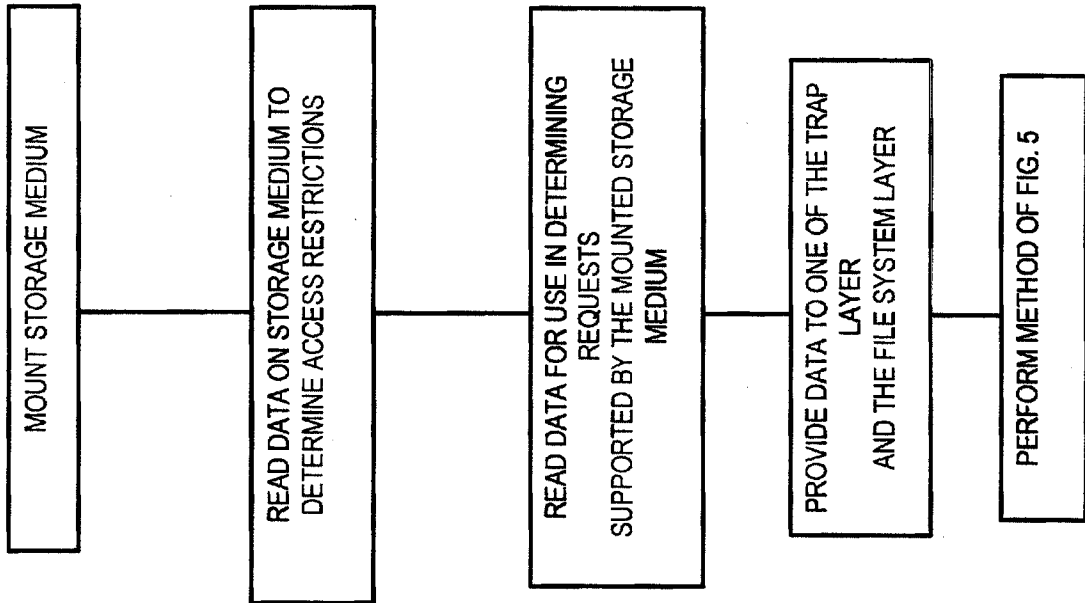 MOUNT STORAGE MEDIUM
READ DATA ON STORAGE MEDIUM TO
DETERMINE ACCESS RESTRICTIONS
READ DATA FOR USE IN DETERMINING
REQUESTS
SUPPORTED BY THE MOUNTED STORAGE
MEDIUM
PROVIDE DATA TO ONE OF THE TRAP
LAYER
AND THE FILE SYSTEM LAYER
PERFORM METHOD OF FIG. 5